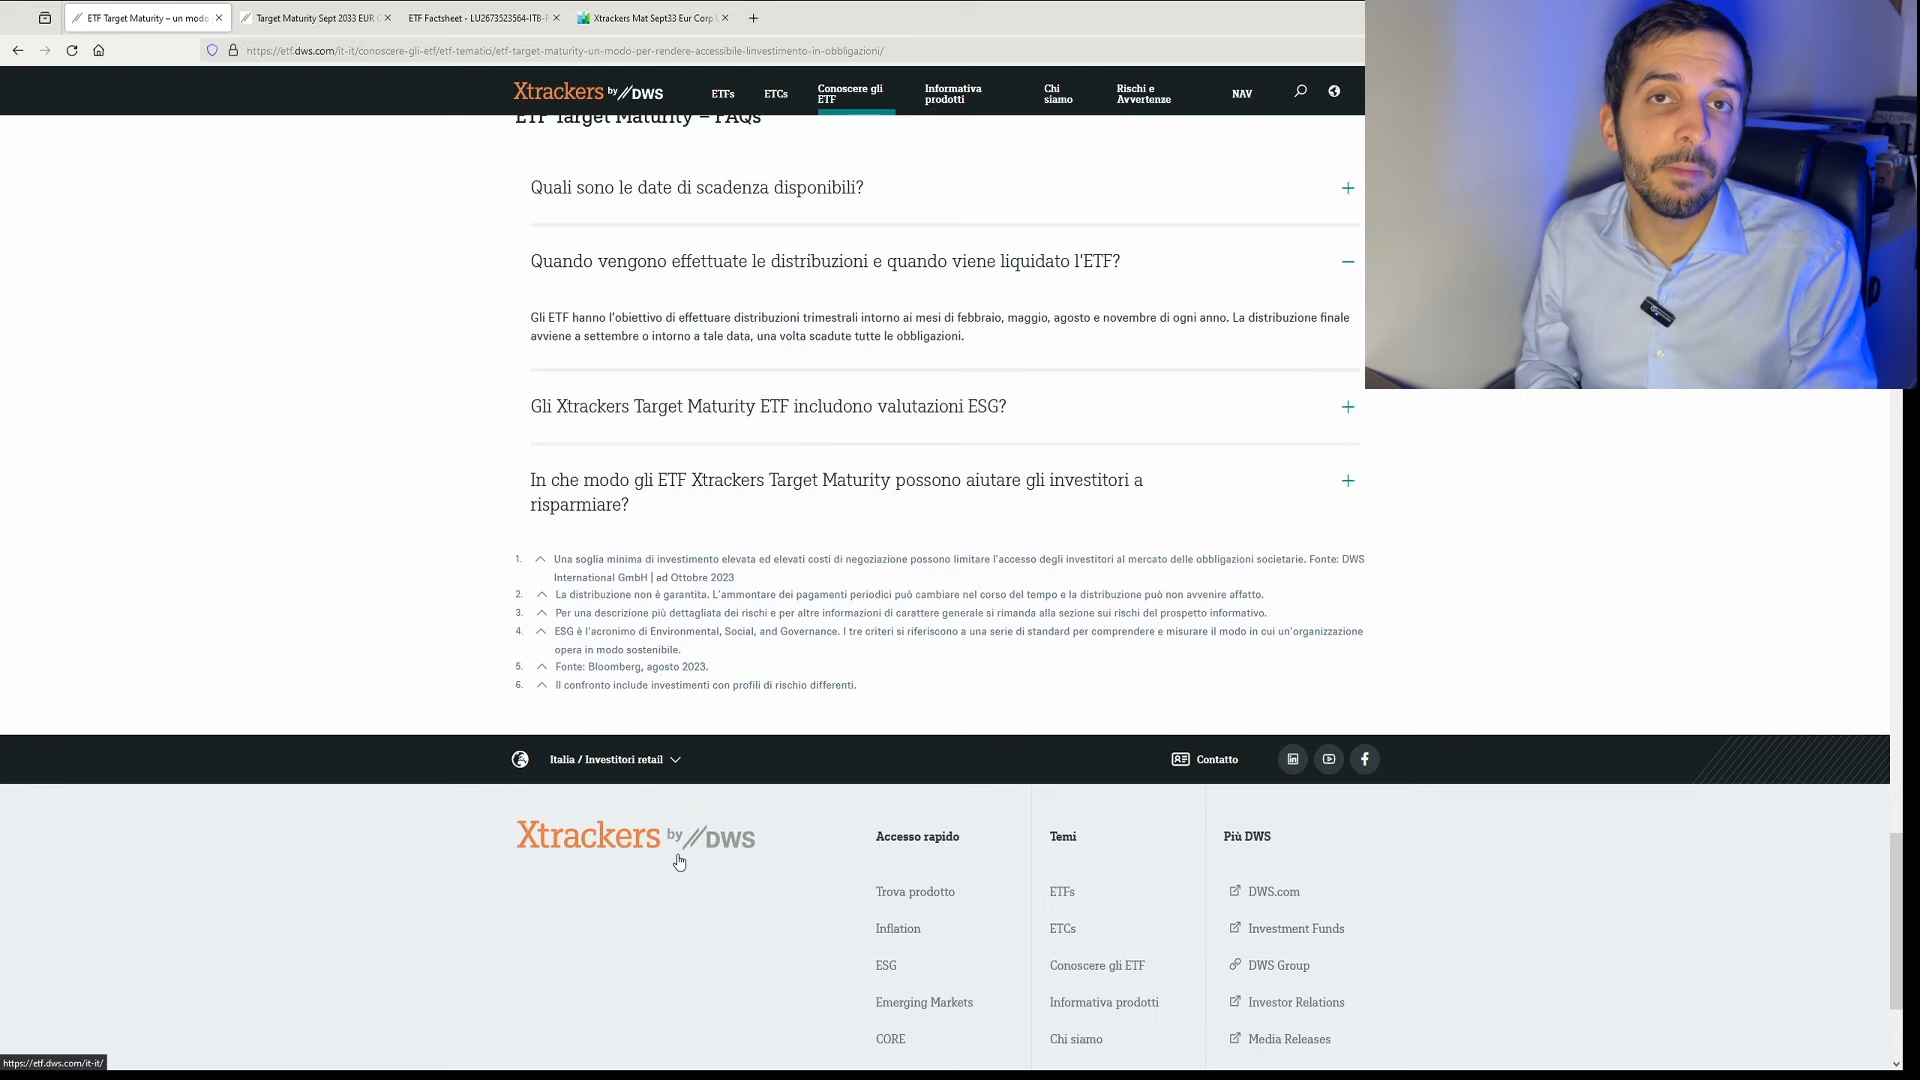 ETF Target Maturity – un modo
Target Maturity Sept 2033 EUR
ETF Factsheet - LU2673523564-ITB-
Xtrackers Mat Sept33 Eur Corp
https://etf.dws.com/it-it/conoscere-gli-etf/etf-tematici/etf-target-maturity-un-modo-per-rendere-accessibile-linvestimento-in-obbligazioni/
Xtrackers by DWS
ETFs
ETCs
Conoscere gli
ETF
Informativa
prodotti
Chi
siamo
Rischi e
Avvertenze
NAV
ETF Target Maturity – FAQs
Quali sono le date di scadenza disponibili?
Quando vengono effettuate le distribuzioni e quando viene liquidato l'ETF?
Gli ETF hanno l'obiettivo di effettuare distribuzioni trimestrali intorno ai mesi di febbraio, maggio, agosto e novembre di ogni anno. La distribuzione finale
avviene a settembre o intorno a tale data, una volta scadute tutte le obbligazioni.
Gli Xtrackers Target Maturity ETF includono valutazioni ESG?
In che modo gli ETF Xtrackers Target Maturity possono aiutare gli investitori a
risparmiare?
1. Una soglia minima di investimento elevata ed elevati costi di negoziazione possono limitare l'accesso degli investitori al mercato delle obbligazioni societarie. Fonte: DWS
International GmbH | ad Ottobre 2023
2. La distribuzione non è garantita. L'ammontare dei pagamenti periodici può cambiare nel corso del tempo e la distribuzione può non avvenire affatto.
3. Per una descrizione più dettagliata dei rischi e per altre informazioni di carattere generale si rimanda alla sezione sui rischi del prospetto informativo.
4. ESG è l'acronimo di Environmental, Social, and Governance. I tre criteri si riferiscono a una serie di standard per comprendere e misurare il modo in cui un'organizzazione
opera in modo sostenibile.
5. Fonte: Bloomberg, agosto 2023.
6. Il confronto include investimenti con profili di rischio differenti.
Italia / Investitori retail
Contatto
Xtrackers by DWS
Accesso rapido
Temi
Più DWS
Trova prodotto
ETFs
DWS.com
Inflation
ETCs
Investment Funds
ESG
Conoscere gli ETF
DWS Group
Emerging Markets
Informativa prodotti
Investor Relations
CORE
Chi siamo
Media Releases
https://etf.dws.com/it-it/